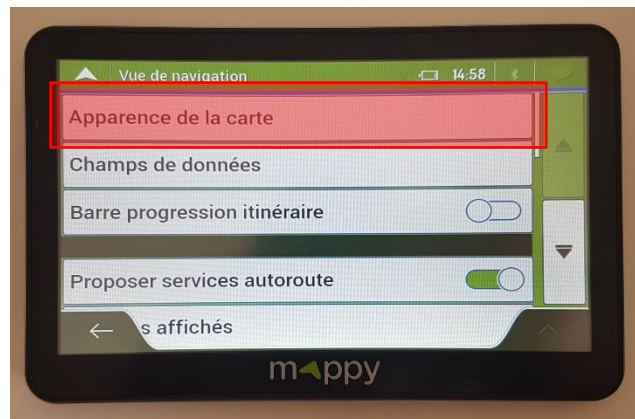 Vue de navigation 14:58
Apparence de la carte
Champs de données
Barre progression itinéraire
Proposer services autoroute
s affichés
mappy